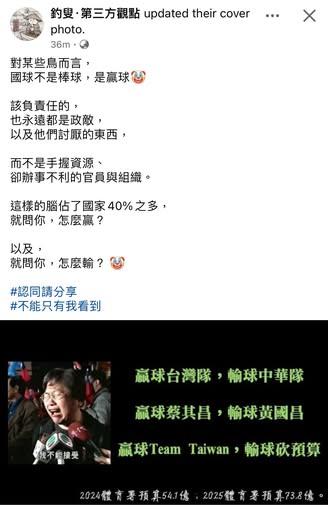 釣叟·第三方觀點 updated their cover
photo.
36m
對某些鳥而言，
國球不是棒球，是贏球🤡
該負責任的，
也永遠都是政敵，
以及他們討厭的東西，
而不是手握資源、
卻辦事不利的官員與組織。
這樣的腦佔了國家40%之多，
就問你，怎麼贏？
以及，
就問你，怎麼輸？ 🤡
#認同請分享
#不能只有我看到
贏球台灣隊，輸球中華隊
贏球蔡其昌，輸球黃國昌
贏球Team Taiwan，輸球砍預算
我不能接受
2024體育署預算54.1億，2025體育署預算73.8億。